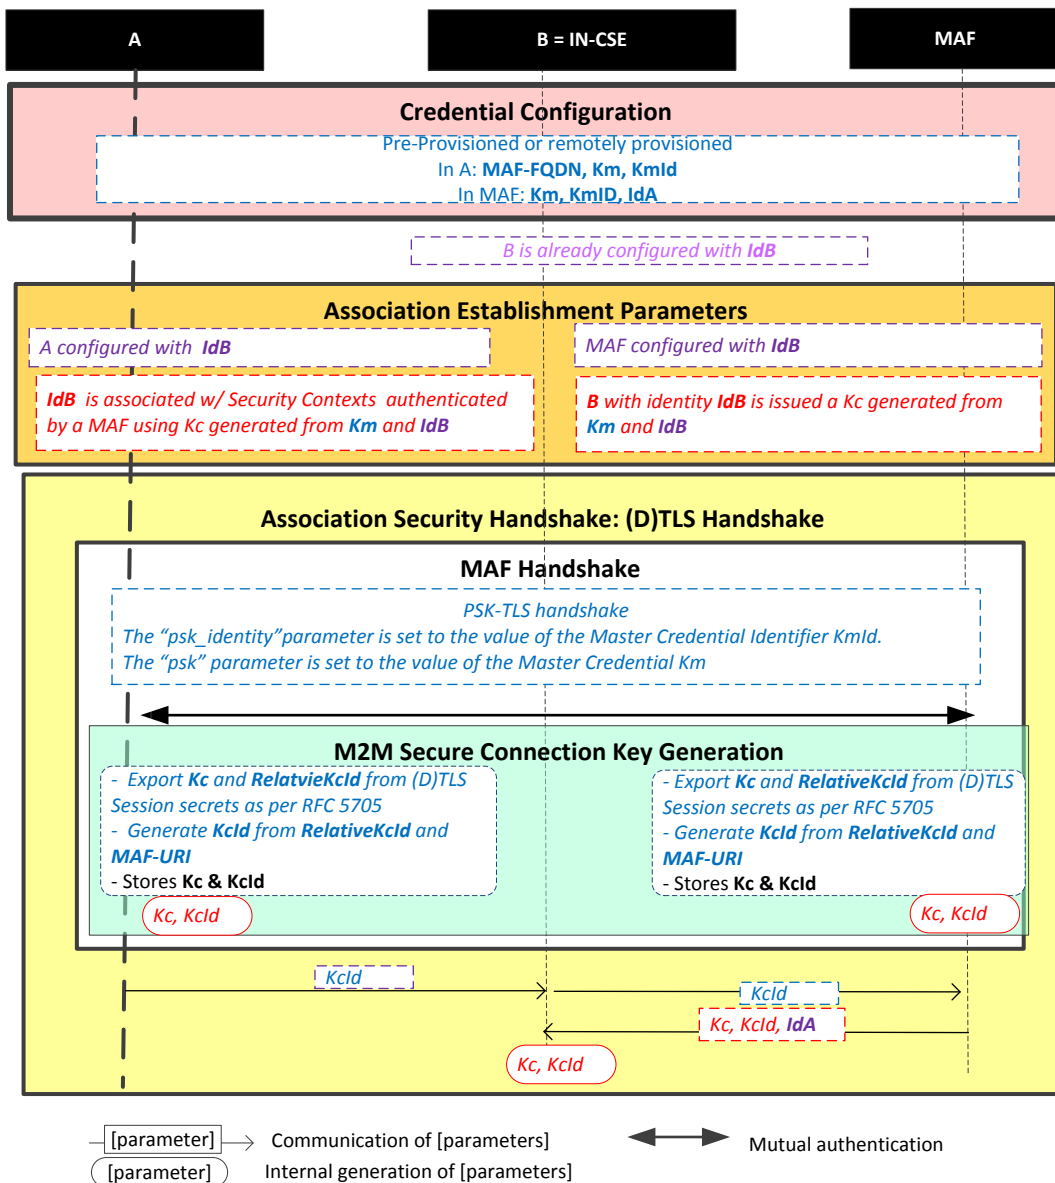 A
B = IN-CSE
MAF
Credential Configuration
Pre-Provisioned or remotely provisioned
In A: MAF-FQDN, Km, KmId
In MAF: Km, KmID, IdA
B is already configured with IdB
Association Establishment Parameters
A configured with IdB
MAF configured with IdB
IdB is associated w/ Security Contexts authenticated
by a MAF using Kc generated from Km and IdB
B with identity IdB is issued a Kc generated from
Km and IdB
Association Security Handshake: (D)TLS Handshake
MAF Handshake
PSK-TLS handshake
The “psk_identity”parameter is set to the value of the Master Credential Identifier KmId.
The “psk” parameter is set to the value of the Master Credential Km
M2M Secure Connection Key Generation
- Export Kc and RelatvieKcId from (D)TLS
Session secrets as per RFC 5705
- Generate KcId from RelativeKcId and
MAF-URI
- Stores Kc & KcId
Kc, KcId
- Export Kc and RelativeKcId from (D)TLS
Session secrets as per RFC 5705
- Generate KcId from RelativeKcId and
MAF-URI
- Stores Kc & KcId
Kc, KcId
KcId
KcId
Kc, KcId, IdA
Kc, KcId
[parameter]
Communication of [parameters]
Mutual authentication
[parameter]
Internal generation of [parameters]